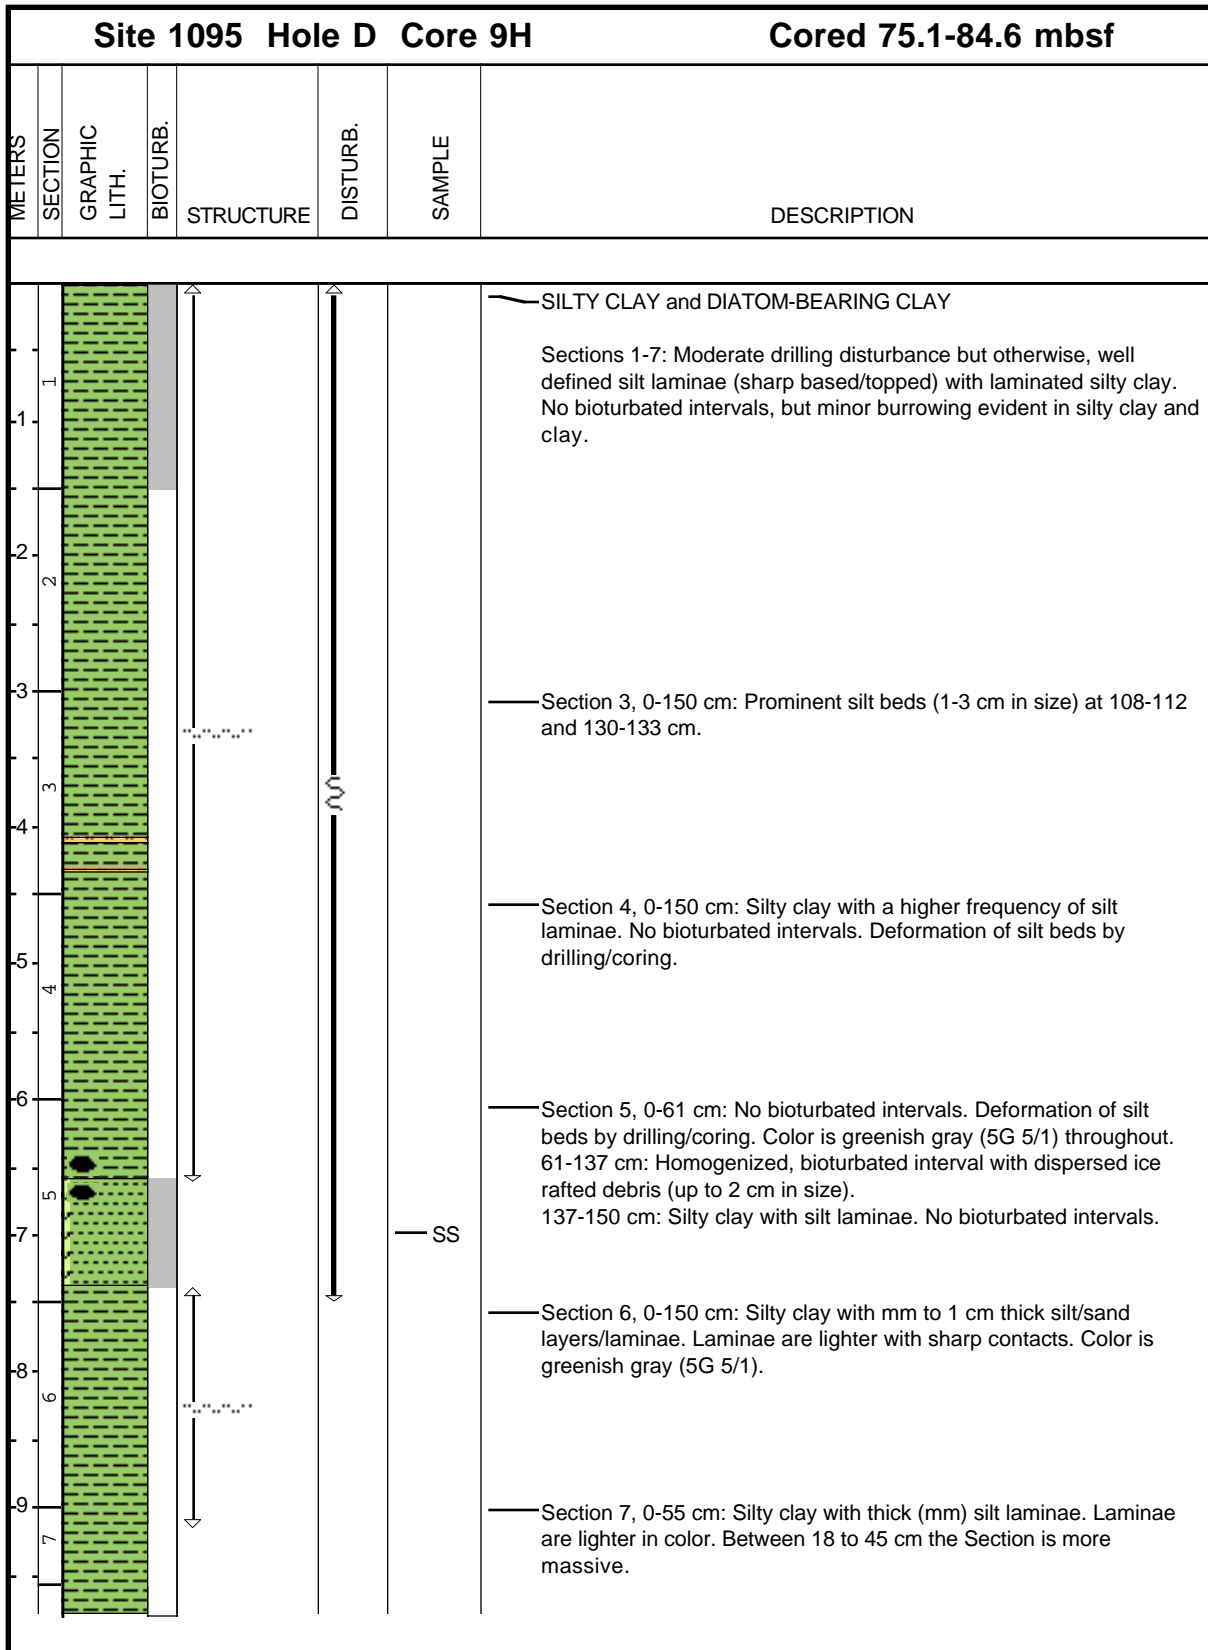 Site 1095 Hole D Core 9H Cored 75.1-84.6 mbsf
METERS
SECTION
GRAPHIC
LITH.
BIOTURB.
STRUCTURE
DISTURB.
SAMPLE
DESCRIPTION
SILTY CLAY and DIATOM-BEARING CLAY
Sections 1-7: Moderate drilling disturbance but otherwise, well
defined silt laminae (sharp based/topped) with laminated silty clay.
No bioturbated intervals, but minor burrowing evident in silty clay and
clay.
1
1
2
2
3
Section 3, 0-150 cm: Prominent silt beds (1-3 cm in size) at 108-112
and 130-133 cm.
3
4
Section 4, 0-150 cm: Silty clay with a higher frequency of silt
laminae. No bioturbated intervals. Deformation of silt beds by
drilling/coring.
5
4
6
Section 5, 0-61 cm: No bioturbated intervals. Deformation of silt
beds by drilling/coring. Color is greenish gray (5G 5/1) throughout.
61-137 cm: Homogenized, bioturbated interval with dispersed ice
rafted debris (up to 2 cm in size).
137-150 cm: Silty clay with silt laminae. No bioturbated intervals.
5
7
SS
Section 6, 0-150 cm: Silty clay with mm to 1 cm thick silt/sand
layers/laminae. Laminae are lighter with sharp contacts. Color is
greenish gray (5G 5/1).
8
6
9
Section 7, 0-55 cm: Silty clay with thick (mm) silt laminae. Laminae
are lighter in color. Between 18 to 45 cm the Section is more
massive.
7